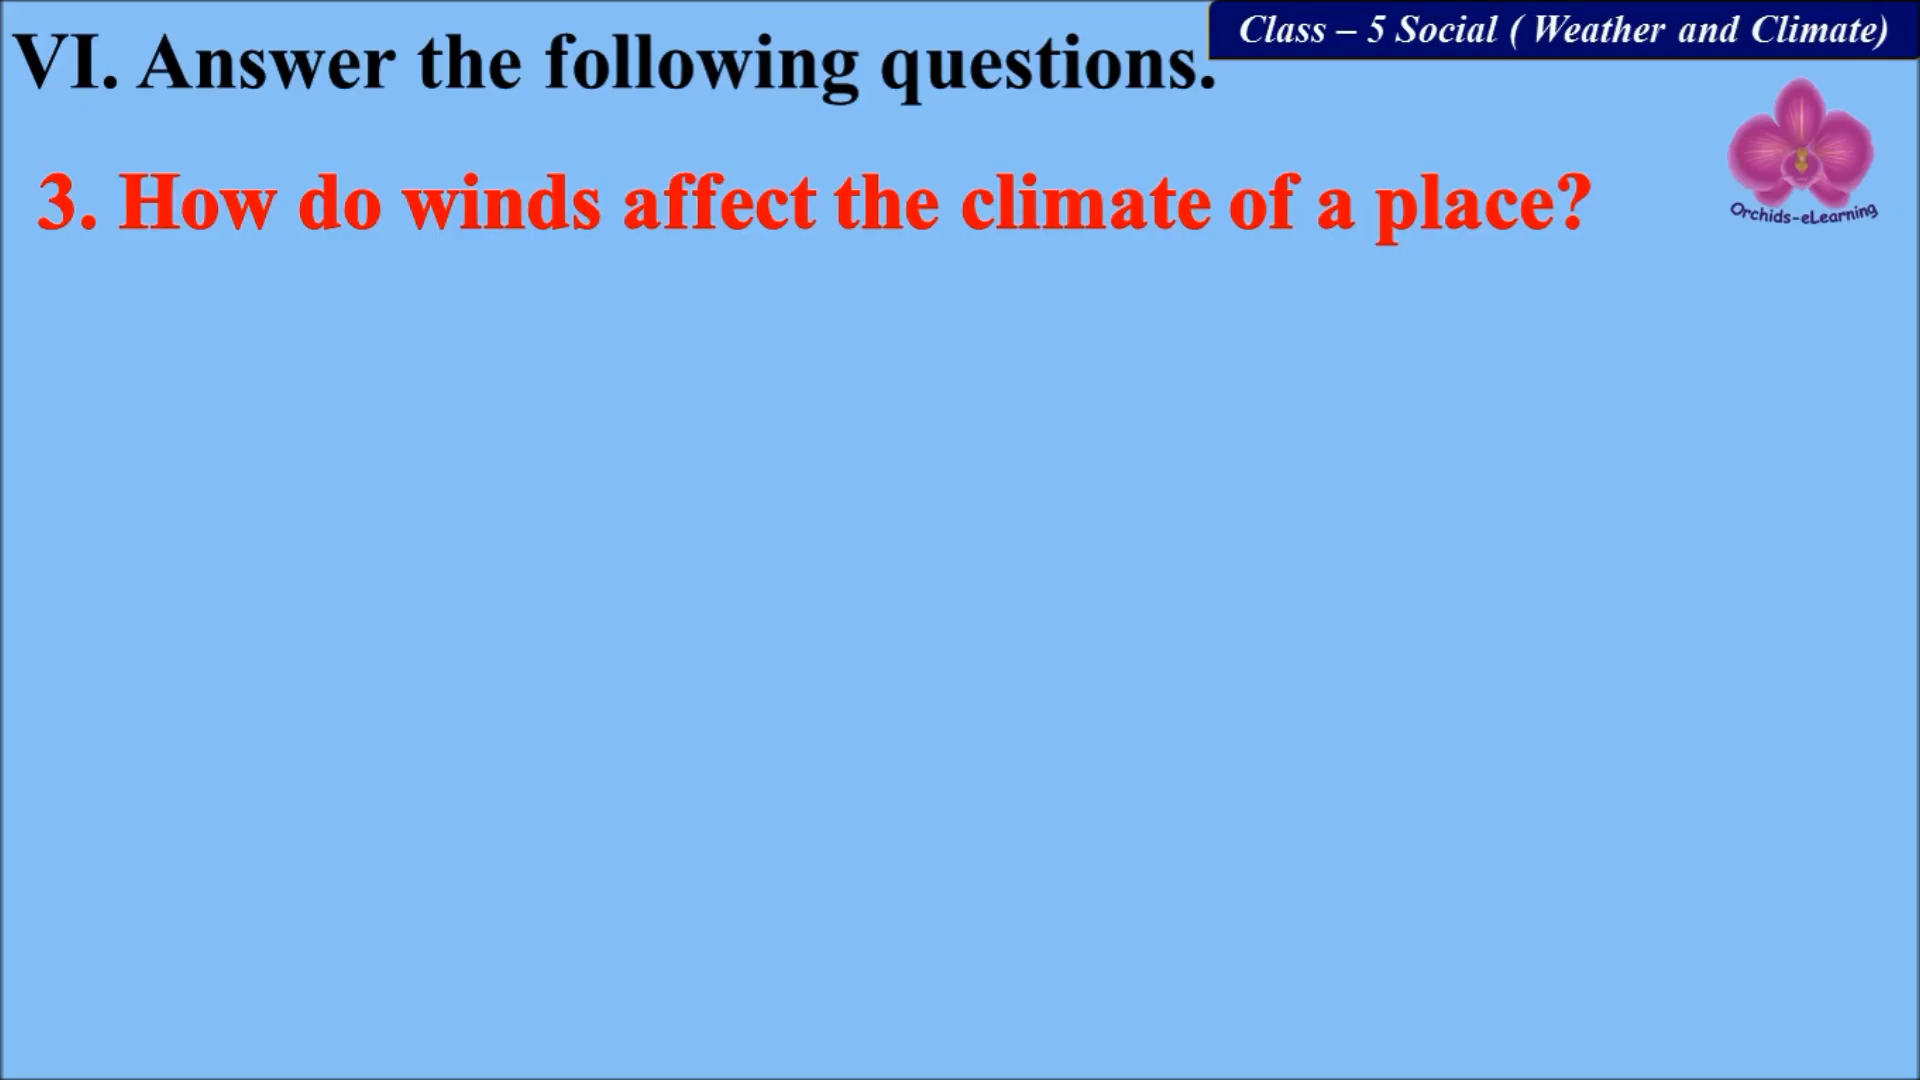 Class – 5 Social ( Weather and Climate)
VI. Answer the following questions.
3. How do winds affect the climate of a place?
Orchids-eLearning